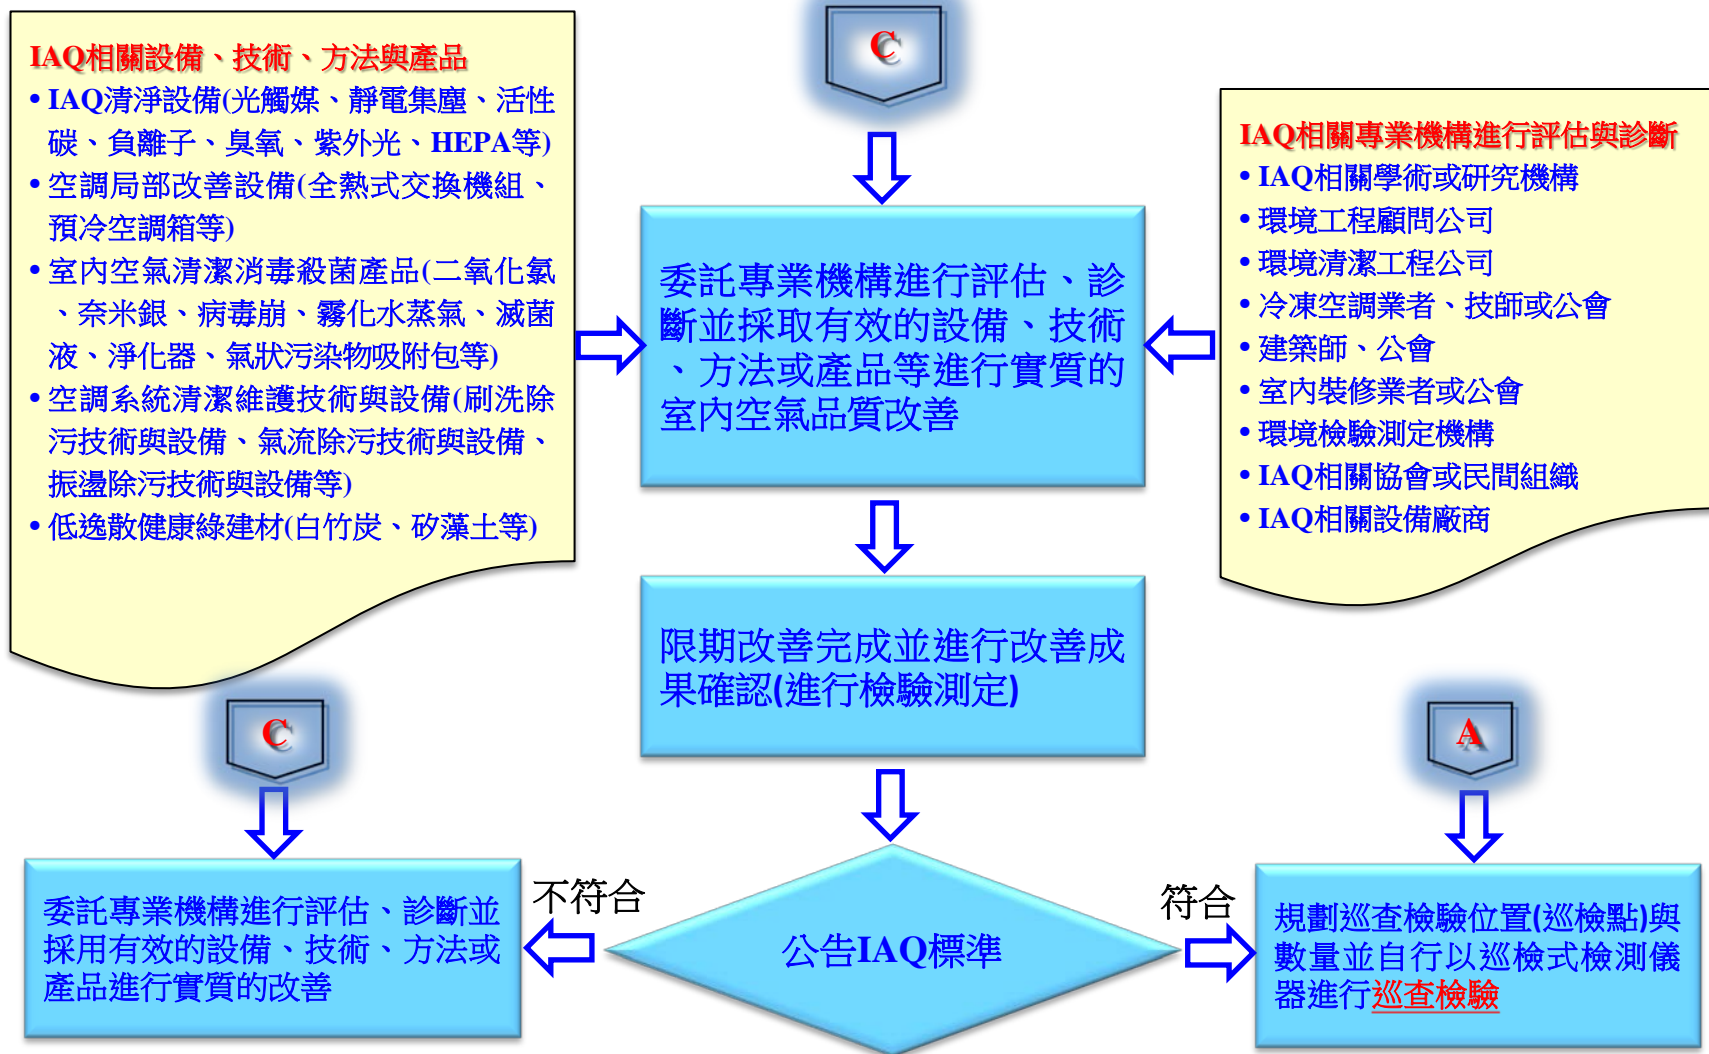 C
IAQ相關設備、技術、方法與產品
• IAQ清淨設備(光觸媒、靜電集塵、活性
碳、負離子、臭氧、紫外光、HEPA等)
• 空調局部改善設備(全熱式交換機組、
預冷空調箱等)
• 室內空氣清潔消毒殺菌產品(二氧化氯
、奈米銀、病毒崩、霧化水蒸氣、滅菌
液、淨化器、氣狀污染物吸附包等)
• 空調系統清潔維護技術與設備(刷洗除
污技術與設備、氣流除污技術與設備、
振盪除污技術與設備等)
• 低逸散健康綠建材(白竹炭、矽藻土等)
委託專業機構進行評估、診
斷並採取有效的設備、技術
、方法或產品等進行實質的
室內空氣品質改善
IAQ相關專業機構進行評估與診斷
• IAQ相關學術或研究機構
• 環境工程顧問公司
• 環境清潔工程公司
• 冷凍空調業者、技師或公會
• 建築師、公會
• 室內裝修業者或公會
• 環境檢驗測定機構
• IAQ相關協會或民間組織
• IAQ相關設備廠商
限期改善完成並進行改善成
果確認(進行檢驗測定)
C
A
委託專業機構進行評估、診斷並
採用有效的設備、技術、方法或
產品進行實質的改善
不符合
公告IAQ標準
符合
規劃巡查檢驗位置(巡檢點)與
數量並自行以巡檢式檢測儀
器進行巡查檢驗